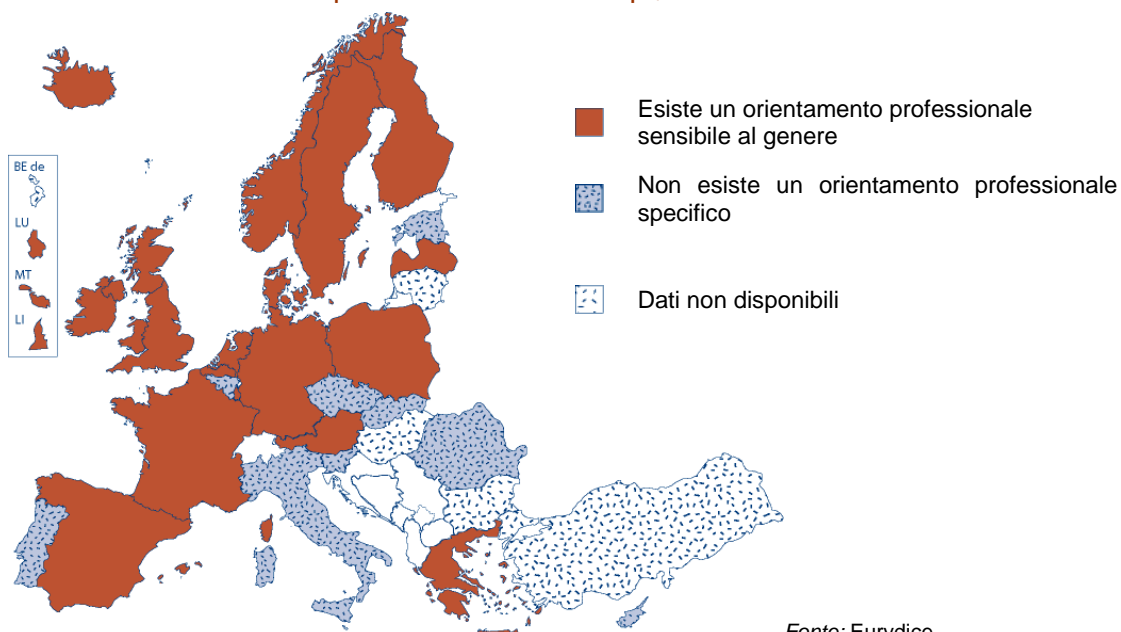 Esiste un orientamento professionale
sensibile al genere
Non esiste un orientamento professionale
specifico
Dati non disponibili
BE de
LU
MT
LI
Fonte: Eurydice